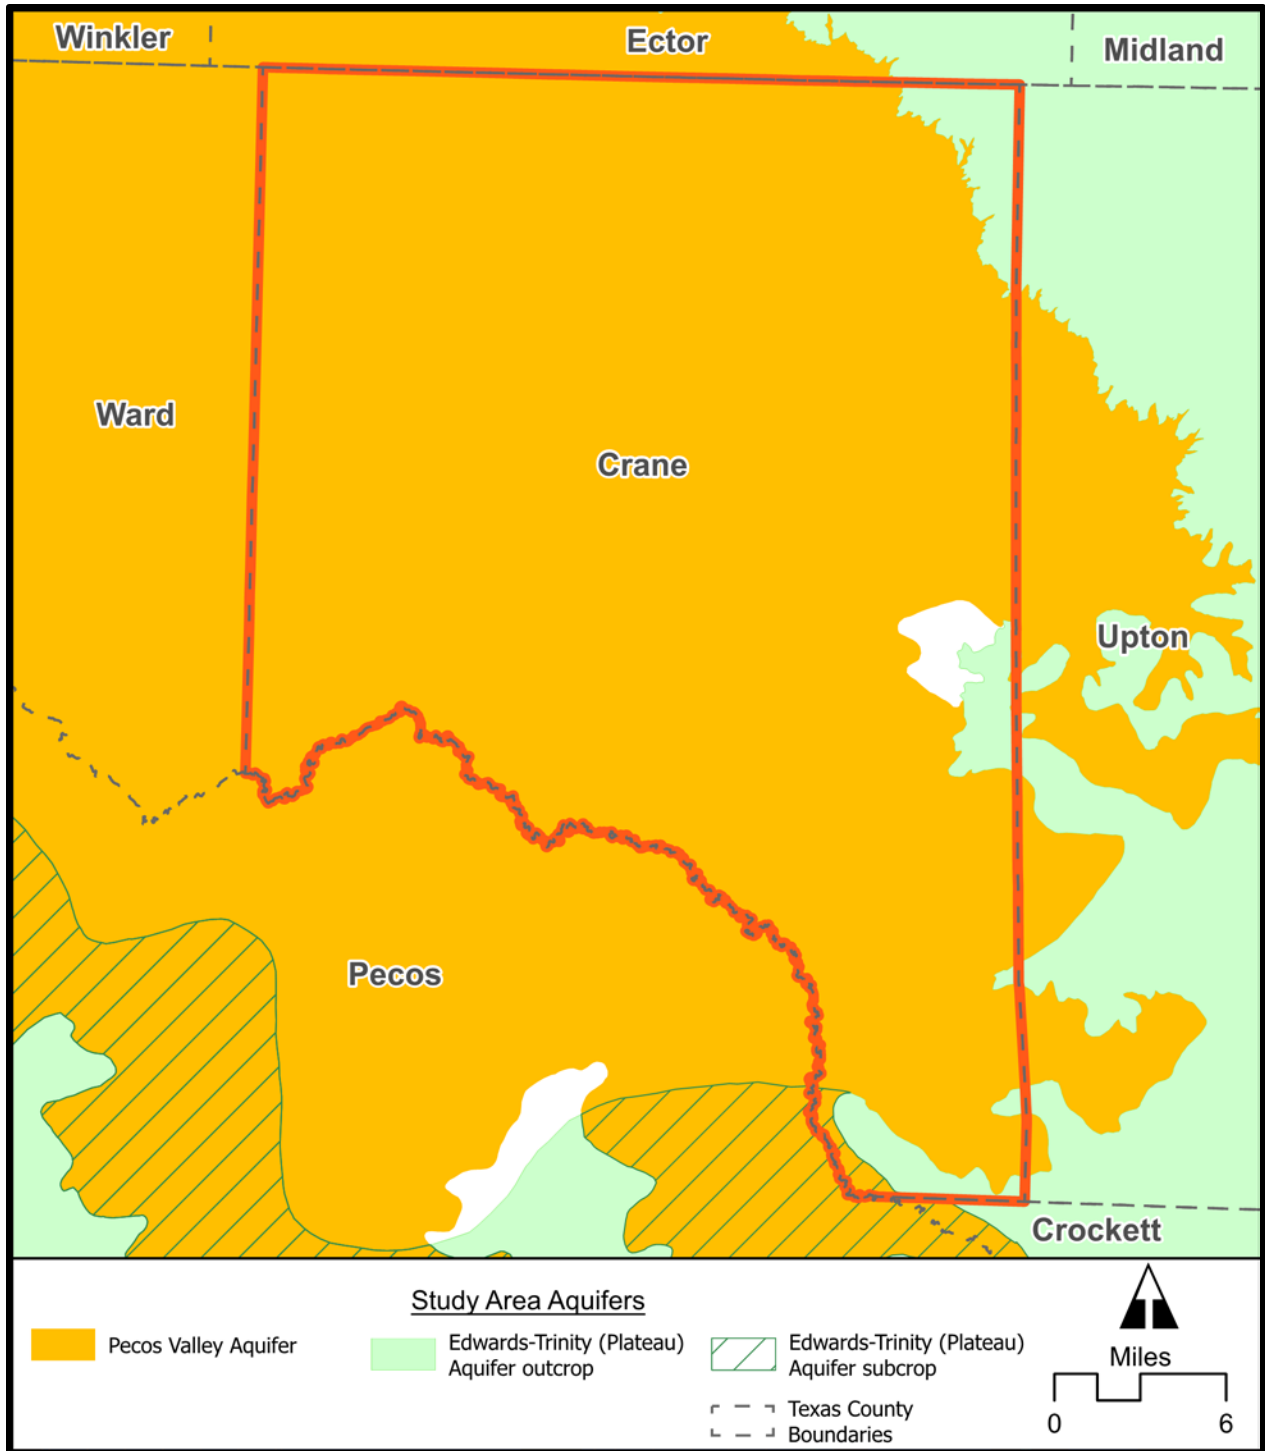 Winkler
Ector
Midland
Ward
Crane
Upton
Pecos
Crockett
Study Area Aquifers
Pecos Valley Aquifer
Edwards-Trinity (Plateau)
Aquifer outcrop
Edwards-Trinity (Plateau)
Aquifer subcrop
Texas County
Boundaries
Miles
0
6